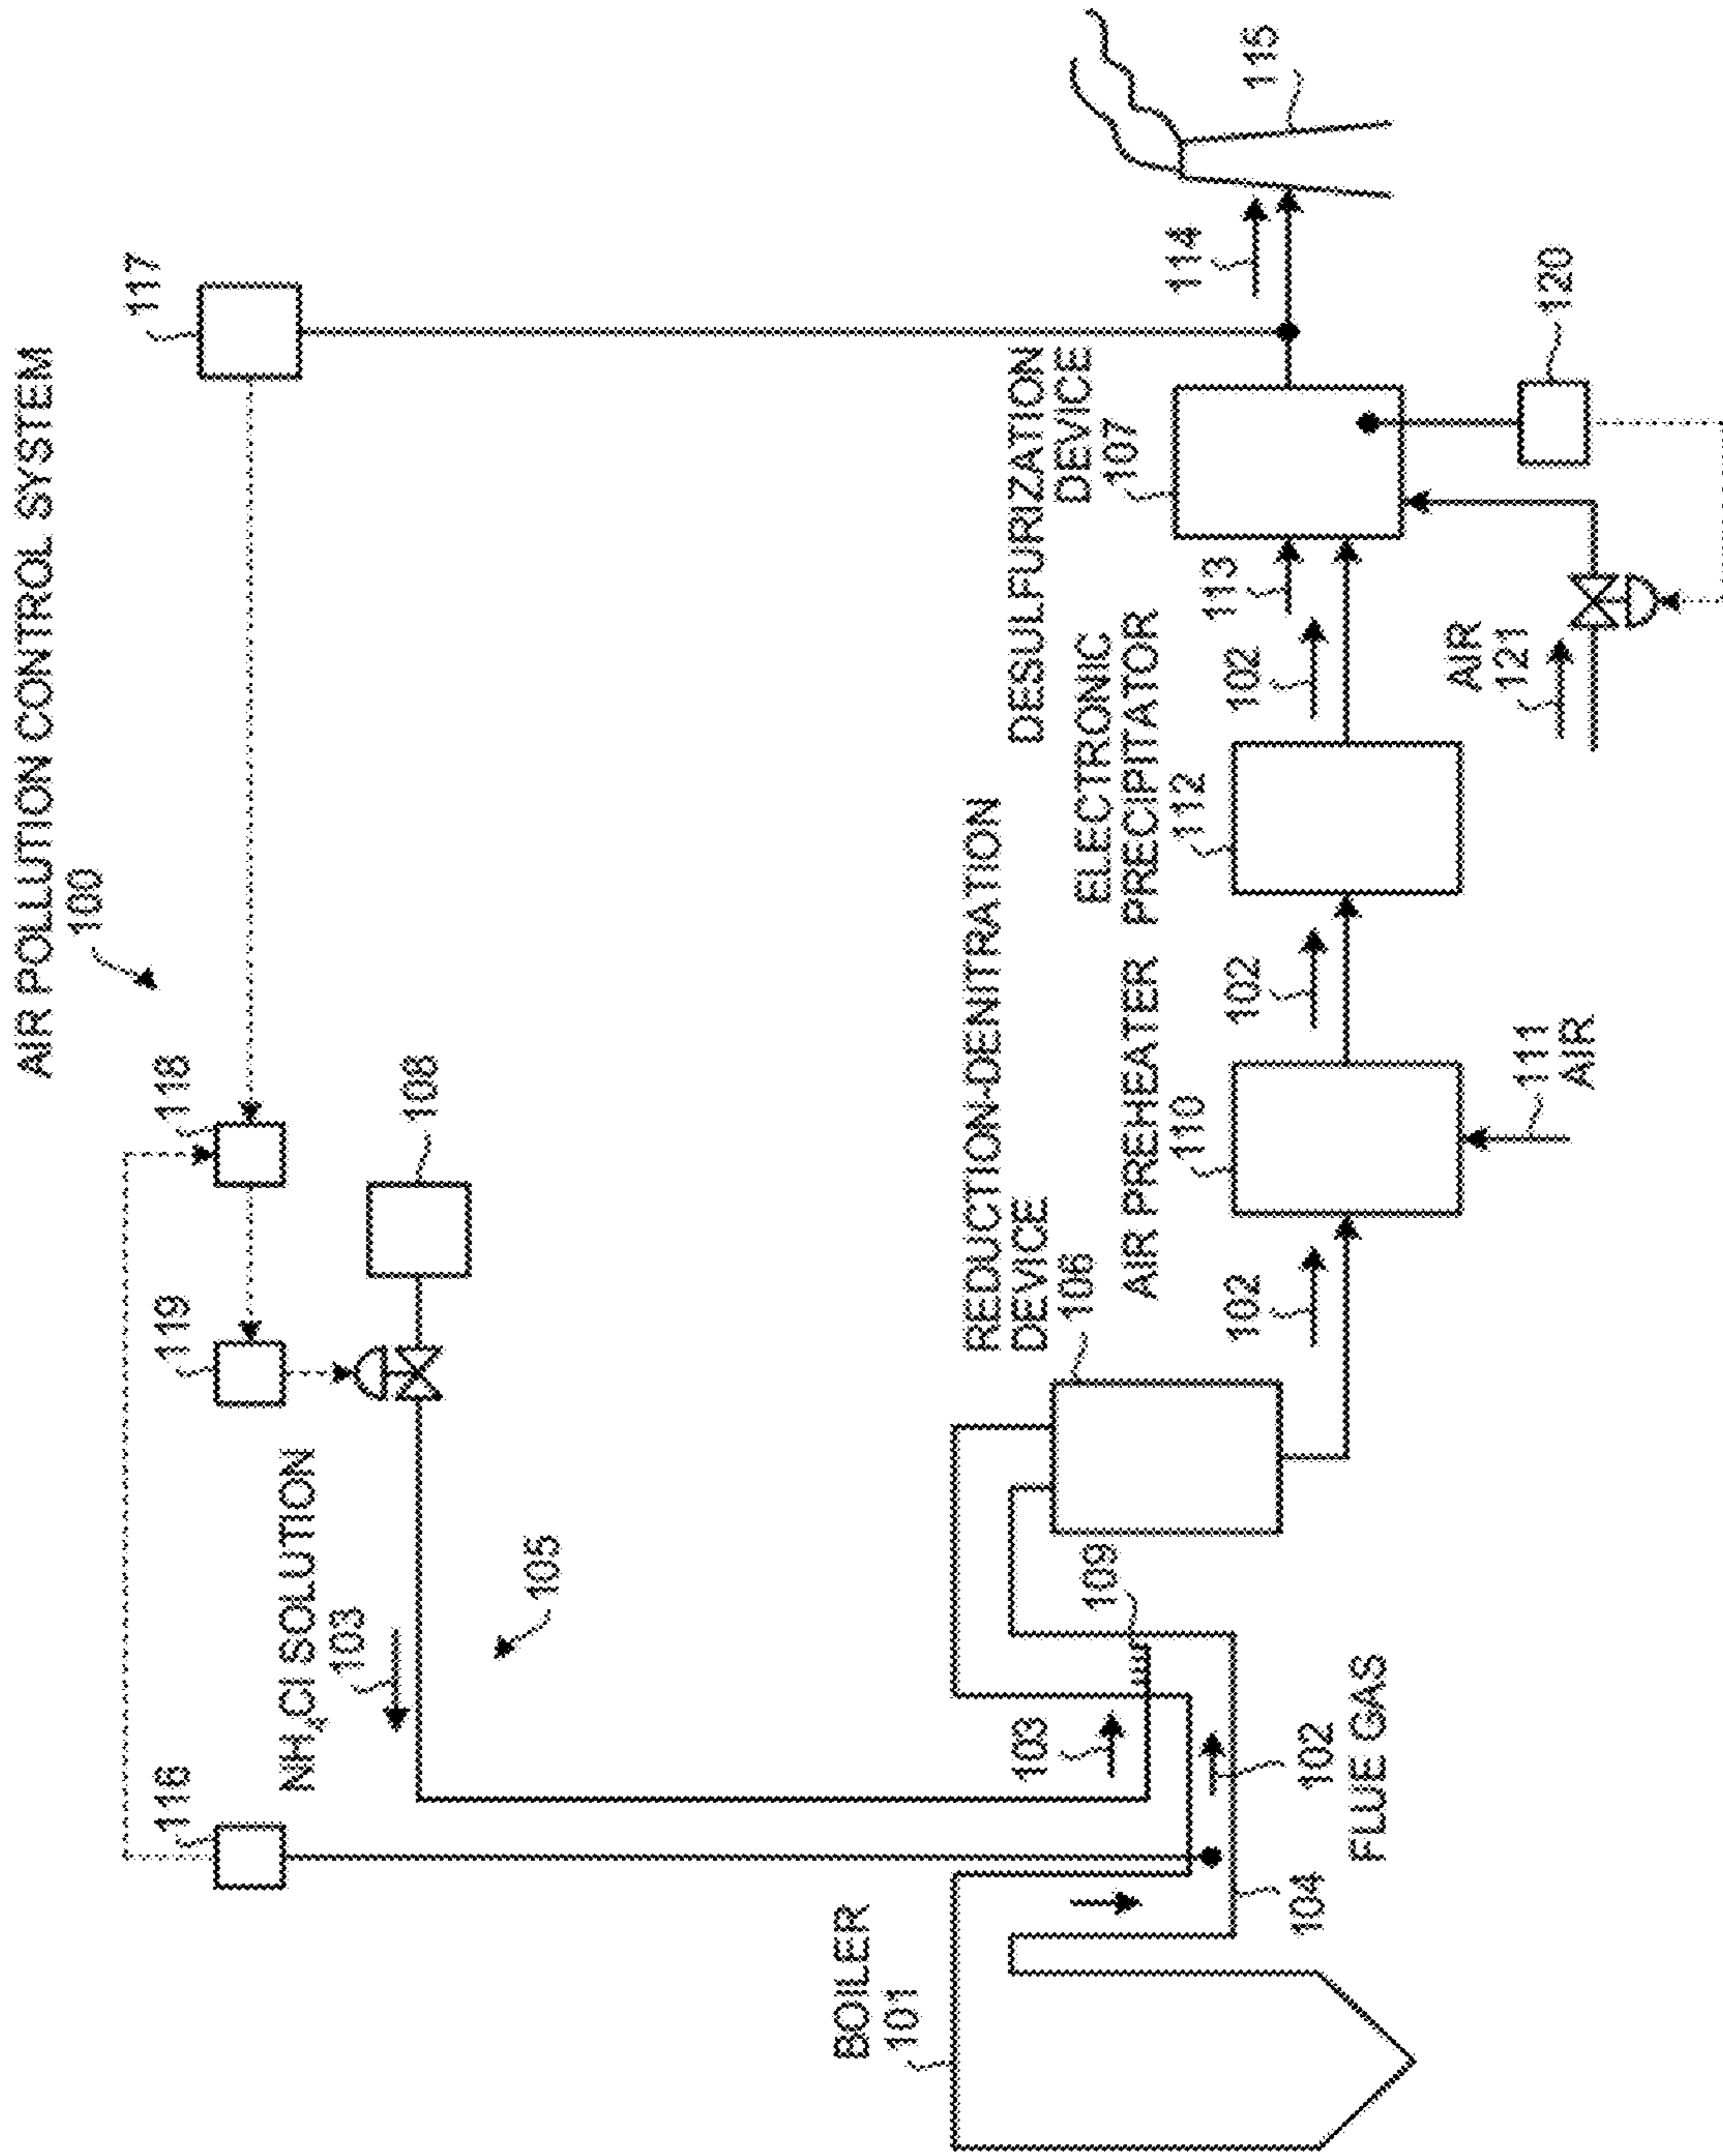 AIR POLLUTION CONTROL SYSTEM
100
116
119
118
117
NH4Cl SOLUTION
103
108
105
BOILER
101
REDUCTION-DENITRATION
DEVICE
106
109
103
104
102
FLUE GAS
102
AIR PREHEATER
110
111
AIR
102
ELECTRONIC
PRECIPITATOR
112
102
113
DESULFURIZATION
DEVICE
107
AIR
121
120
114
115